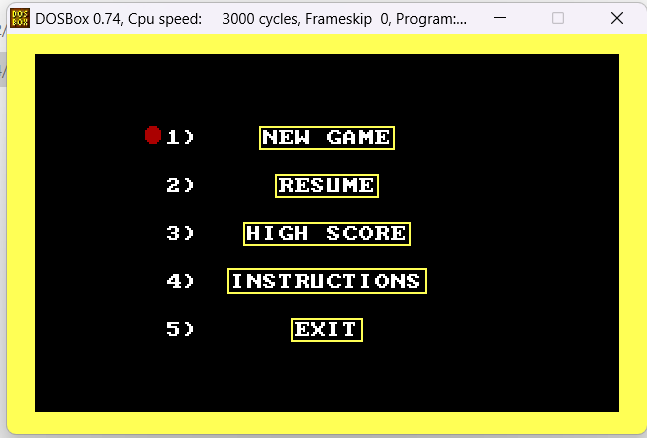 DOSBox 0.74, Cpu speed: 3000 cycles, Frameskip 0, Program:...
1) NEW GAME
2) RESUME
3) HIGH SCORE
4) INSTRUCTIONS
5) EXIT